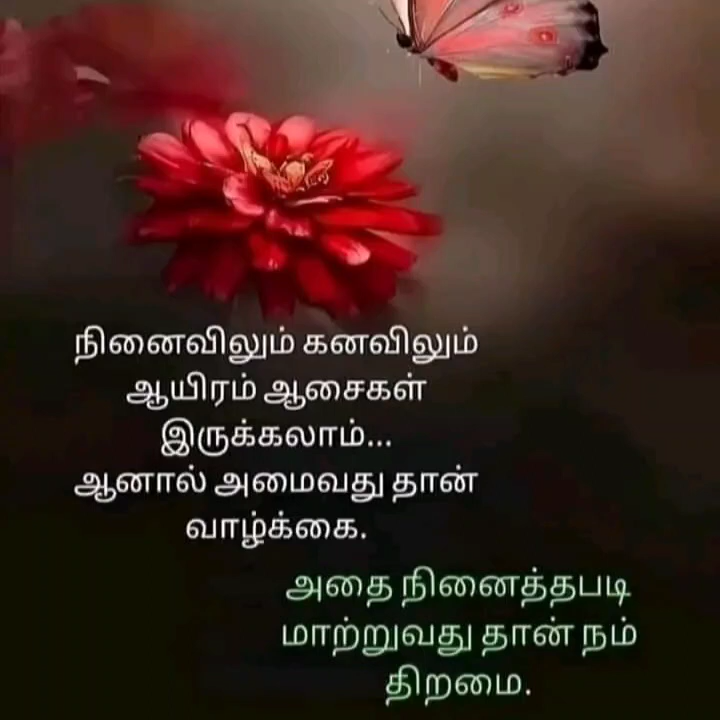 நினைவிலும் கனவிலும்
ஆயிரம் ஆசைகள்
இருக்கலாம்...
ஆனால் அமைவது தான்
வாழ்க்கை.
அதை நினைத்தபடி
மாற்றுவது தான் நம்
திறமை.